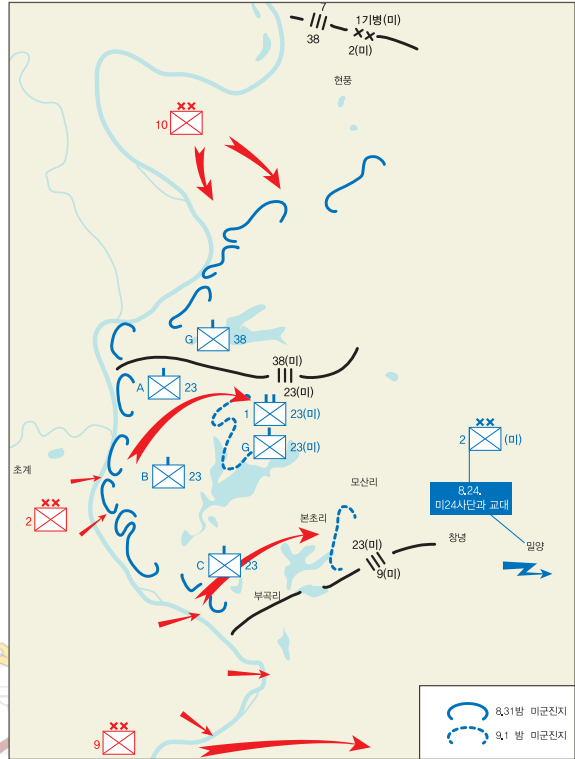 7
1기병(미)
38
2(미)
현풍
10
G 38
38(미)
23(미)
A 23
1 23(미)
G 23(미)
2 (미)
초계
B 23
모산리
8.24.
미24사단과 교대
2
본초리
23(미)
창녕
밀양
9(미)
C 23
부곡리
8.31밤 미군진지
9.1 밤 미군진지
9